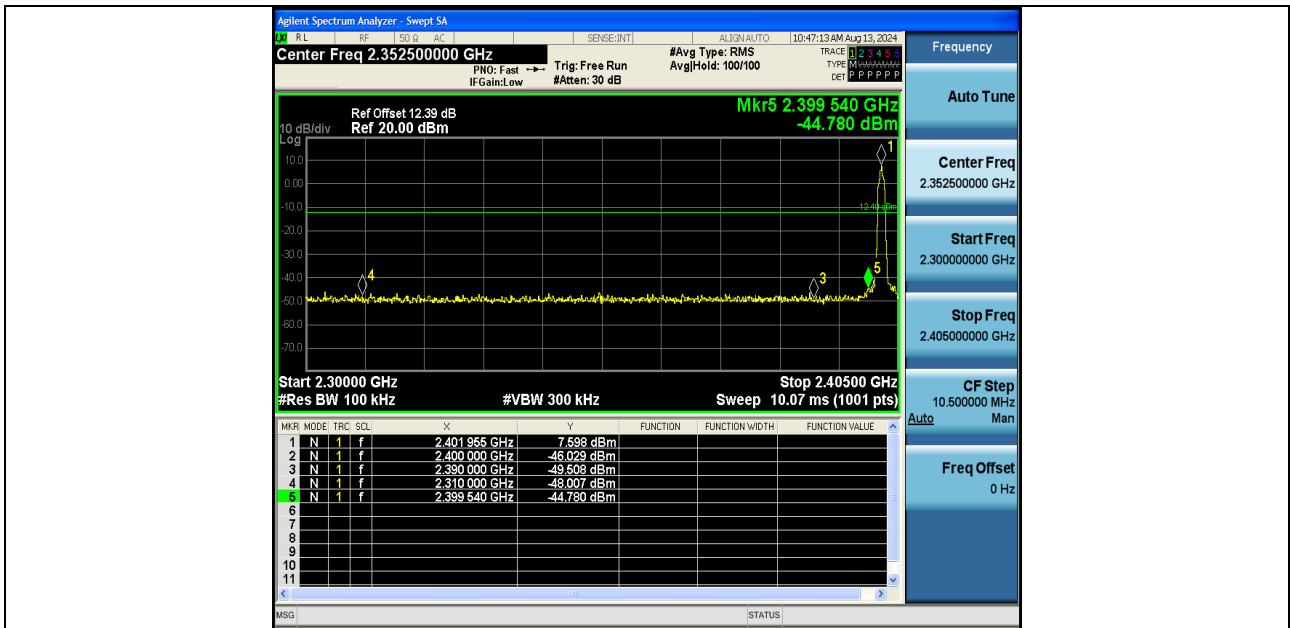 Agilent Spectrum Analyzer - Swept SA
RL RF 50 Ω AC SENSE:INT ALIGN AUTO 10:47:13 AM Aug 13, 2024
Center Freq 2.352500000 GHz
PNO: Fast
IFGain:Low
Trig: Free Run
#Atten: 30 dB
#Avg Type: RMS
Avg|Hold: 100/100
TRACE 1 2 3 4 5 6
TYPE M
DET P P P P P P
Mkr5 2.399 540 GHz
-44.780 dBm
Ref Offset 12.39 dB
10 dB/div Ref 20.00 dBm
Log
10.0
0.00
-10.0
-20.0
-30.0
-40.0
-50.0
-60.0
-70.0
1
4
3
5
Start 2.30000 GHz Stop 2.40500 GHz
#Res BW 100 kHz #VBW 300 kHz Sweep 10.07 ms (1001 pts)
MKR MODE TRC SCL X Y FUNCTION FUNCTION WIDTH FUNCTION VALUE
1 N 1 f 2.401 955 GHz 7.598 dBm
2 N 1 f 2.400 000 GHz -46.029 dBm
3 N 1 f 2.390 000 GHz -49.508 dBm
4 N 1 f 2.310 000 GHz -48.007 dBm
5 N 1 f 2.399 540 GHz -44.780 dBm
6
7
8
9
10
11
MSG STATUS
Frequency
Auto Tune
Center Freq
2.352500000 GHz
Start Freq
2.300000000 GHz
Stop Freq
2.405000000 GHz
CF Step
10.500000 MHz
Auto Man
Freq Offset
0 Hz